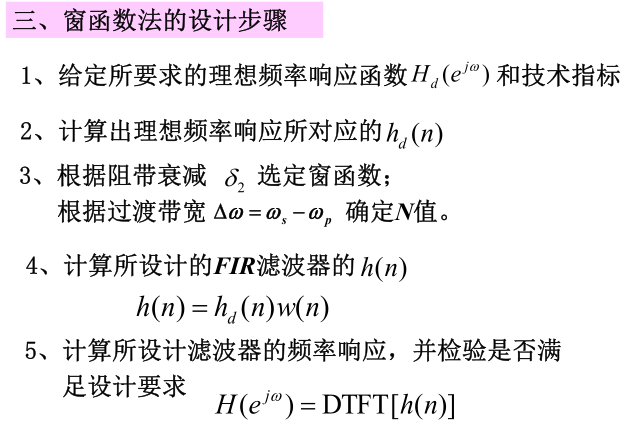 三、窗函数法的设计步骤
1、给定所要求的理想频率响应函数 H_d(e^{jω}) 和技术指标
2、计算出理想频率响应所对应的 h_d(n)
3、根据阻带衰减 δ_2 选定窗函数；
根据过渡带宽 Δω = ω_s − ω_p 确定N值。
4、计算所设计的FIR滤波器的 h(n)
h(n) = h_d(n)w(n)
5、计算所设计滤波器的频率响应，并检验是否满
足设计要求
H(e^{jω}) = DTFT[h(n)]